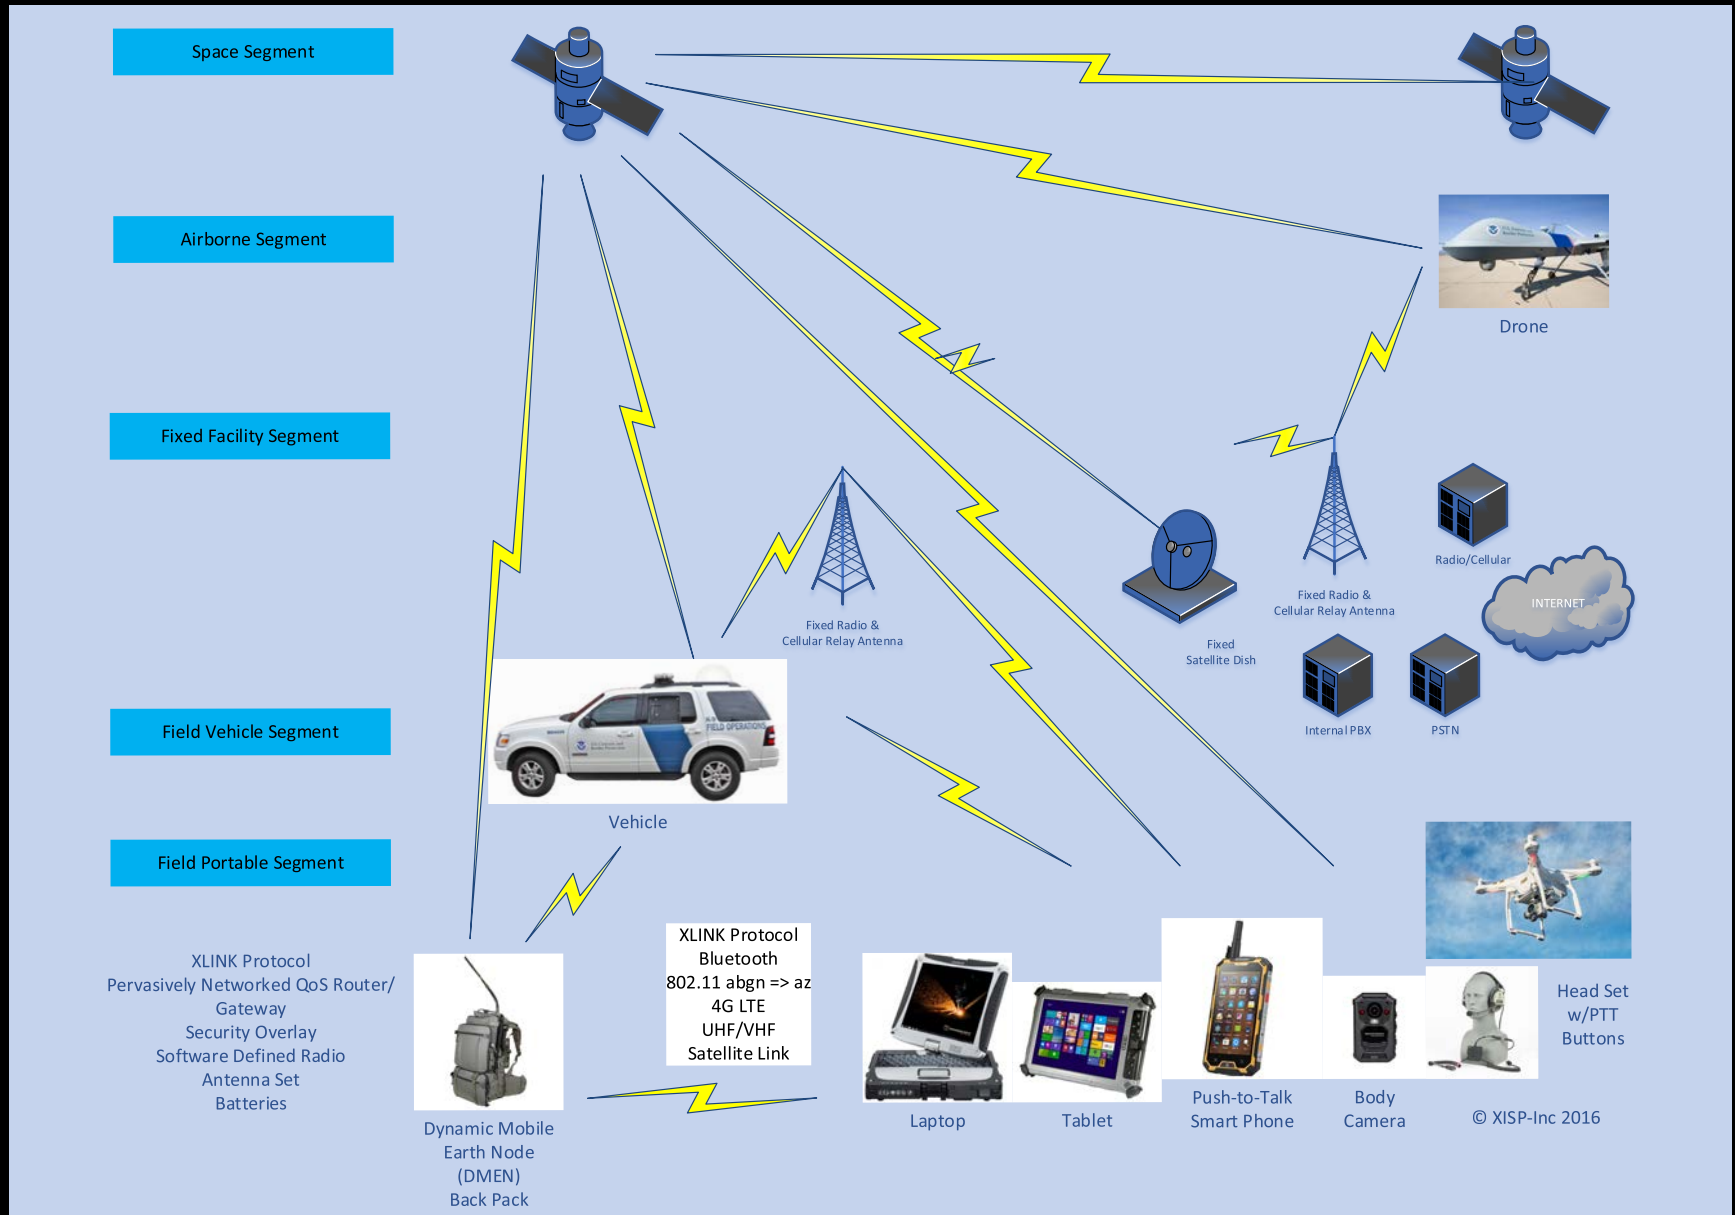 Space Segment
Airborne Segment
Drone
Fixed Facility Segment
Radio/Cellular
INTERNET
Fixed Radio &
Cellular Relay Antenna
Fixed Radio &
Cellular Relay Antenna
Fixed
Satellite Dish
Internal PBX
PSTN
Field Vehicle Segment
FIELD OPERATIONS
Vehicle
Field Portable Segment
XLINK Protocol
Pervasively Networked QoS Router/
Gateway
Security Overlay
Software Defined Radio
Antenna Set
Batteries
Dynamic Mobile
Earth Node
(DMEN)
Back Pack
XLINK Protocol
Bluetooth
802.11 abgn => az
4G LTE
UHF/VHF
Satellite Link
Laptop
Tablet
Push-to-Talk
Smart Phone
Body
Camera
Head Set
w/PTT
Buttons
© XISP-Inc 2016